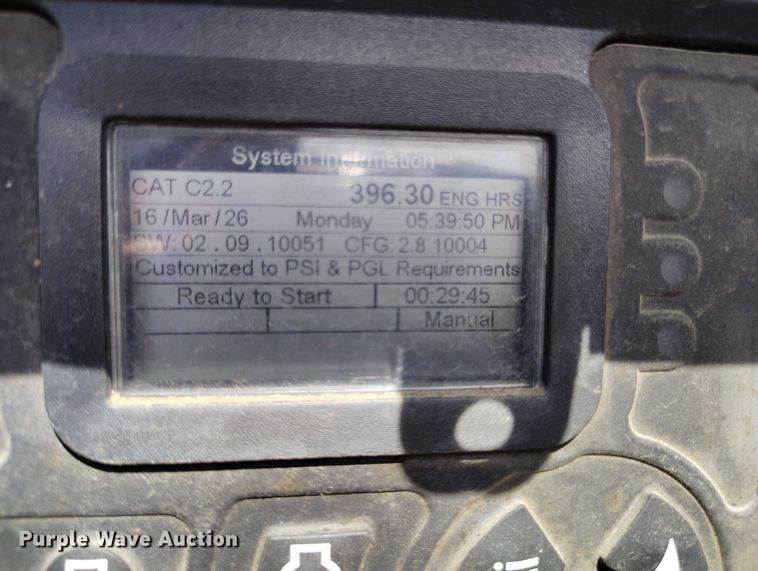 System Information
CAT C2.2 396.30 ENG HRS
16/Mar/26 Monday 05:39:50 PM
SW: 02.09.10051 CFG:2.8.10004
Customized to PSI & PGL Requirements
Ready to Start 00:29:45
Manual
Purple Wave Auction®